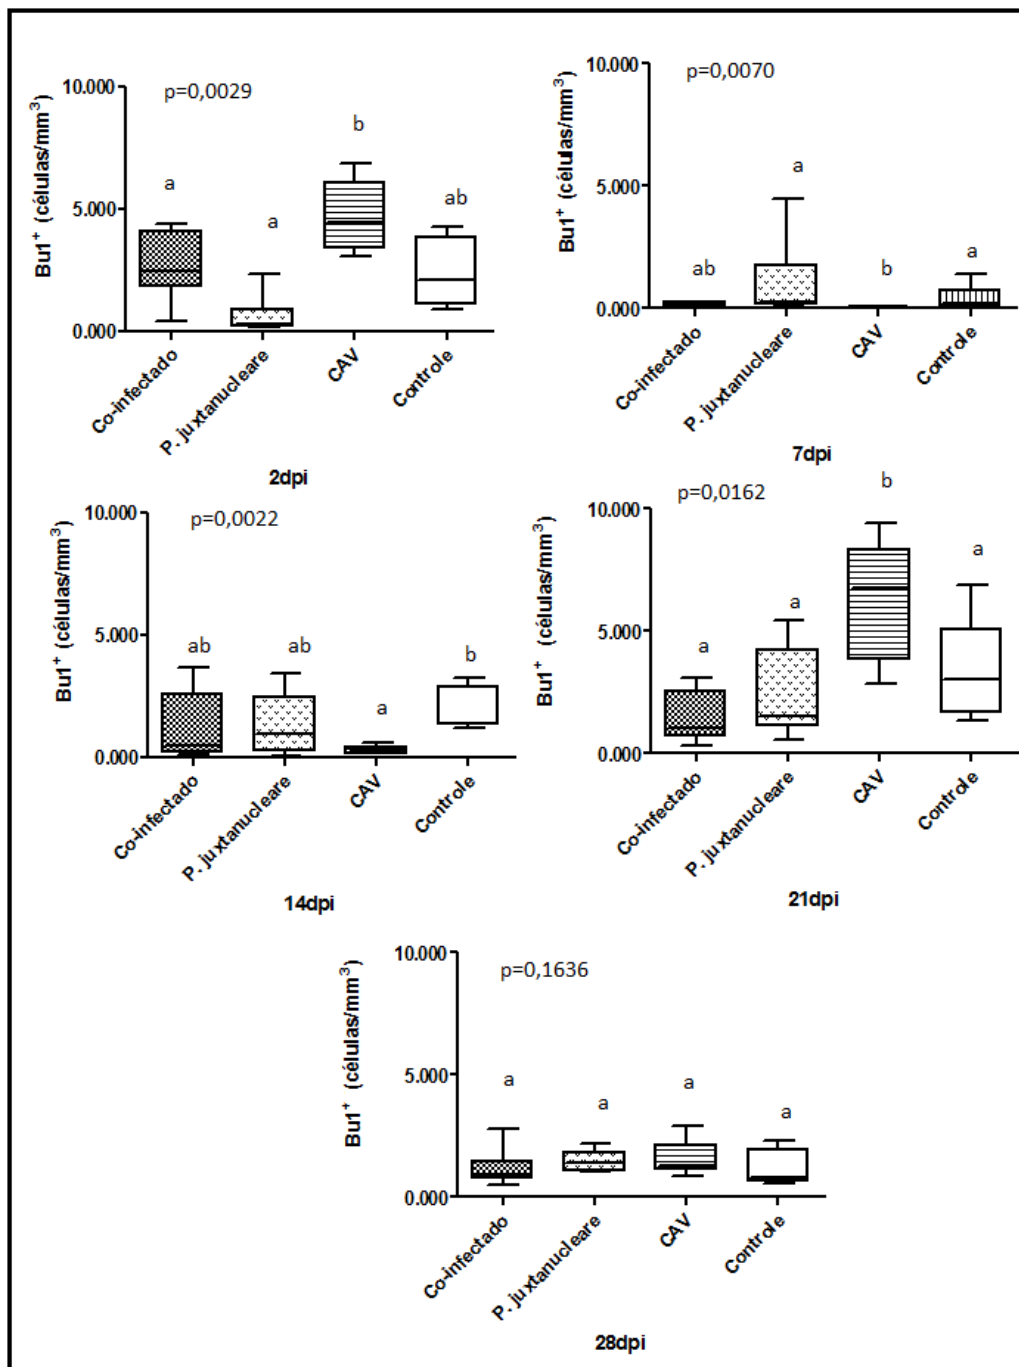 10.000
p=0,0029
b
a
a
ab
5.000
0.000
Bu1+ (células/mm3)
Co-infectado
P. juxtanucleare
CAV
Controle
2dpi
10.000
p=0,0070
a
5.000
ab
b
a
0.000
Bu1+ (células/mm3)
Co-infectado
P. juxtanucleare
CAV
Controle
7dpi
10.000
p=0,0022
5.000
ab
ab
a
b
0.000
Bu1+ (células/mm3)
Co-infectado
P. juxtanucleare
CAV
Controle
14dpi
10.000
p=0,0162
b
a
a
a
5.000
0.000
Bu1+ (células/mm3)
Co-infectado
P. juxtanucleare
CAV
Controle
21dpi
10.000
p=0,1636
5.000
a
a
a
a
0.000
Bu1+ (células/mm3)
Co-infectado
P. juxtanucleare
CAV
Controle
28dpi